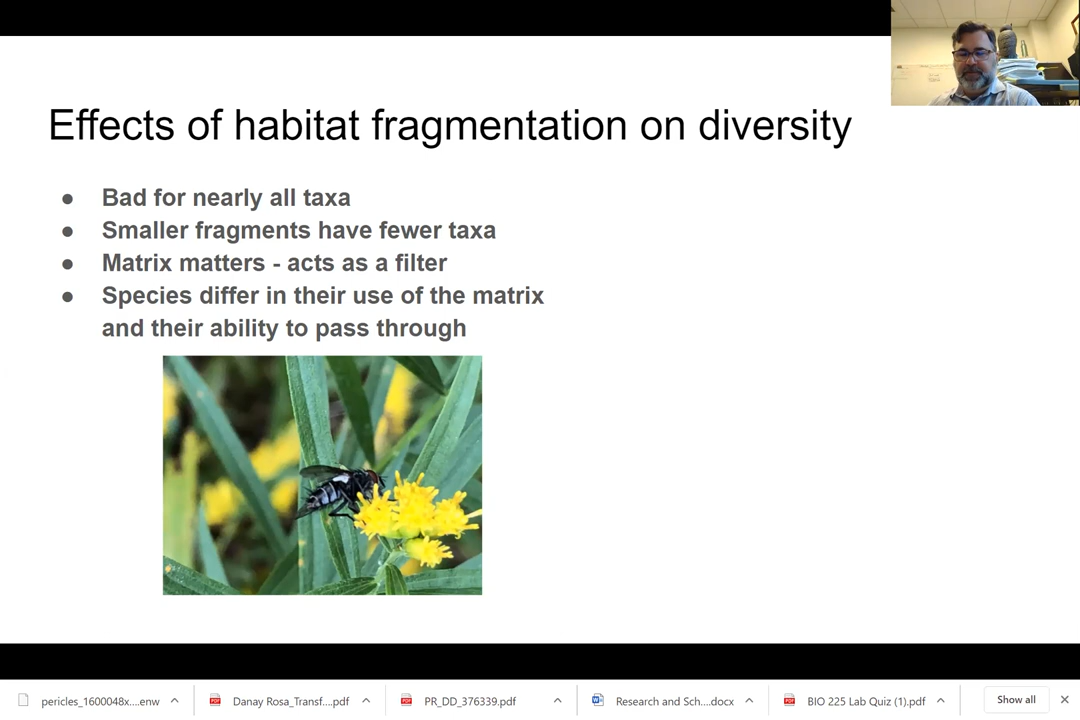 Effects of habitat fragmentation on diversity
● Bad for nearly all taxa
● Smaller fragments have fewer taxa
● Matrix matters - acts as a filter
● Species differ in their use of the matrix
and their ability to pass through
pericles_1600048x....enw
Danay Rosa_Transf....pdf
PR_DD_376339.pdf
Research and Sch....docx
BIO 225 Lab Quiz (1).pdf
Show all